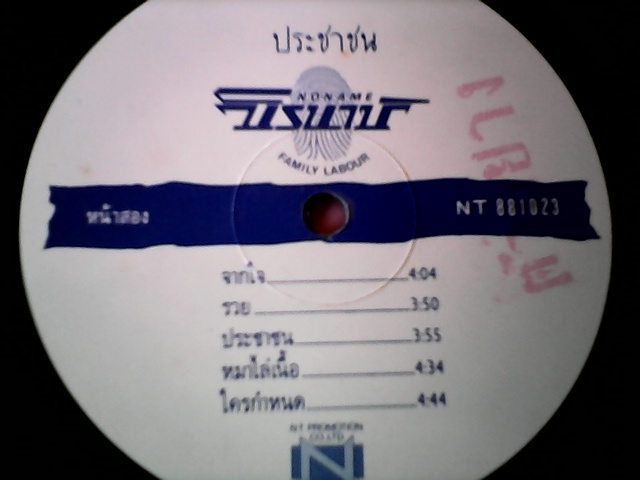 ประชาชน
NONAME
นิรนาม
FAMILY LABOUR
หน้าสอง
NT 881023
จากใจ 4:04
รวย 3:50
ประชาชน 3:55
หมาไล่เนื้อ 4:34
ใครกำหนด 4:44
NT PROMOTION
CO.,LTD
N